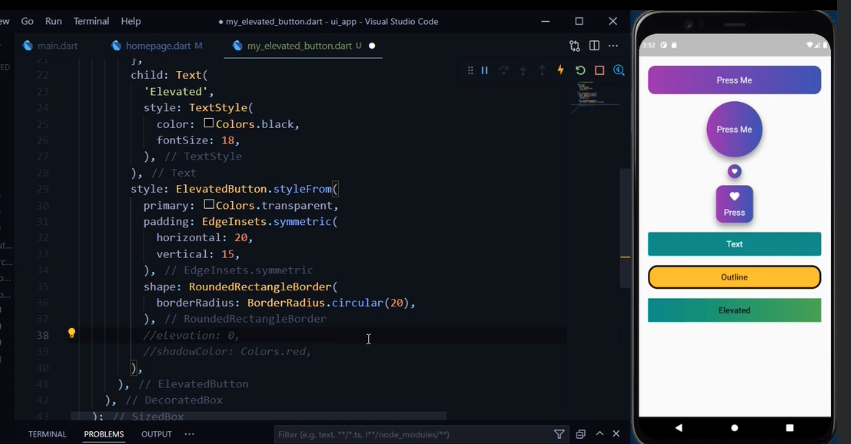 ew Go Run Terminal Help
● my_elevated_button.dart - ui_app - Visual Studio Code
main.dart homepage.dart M my_elevated_button.dart U ●
21 },
22 child: Text(
23 'Elevated',
24 style: TextStyle(
25 color: Colors.black,
26 fontSize: 18,
27 ), // TextStyle
28 ), // Text
29 style: ElevatedButton.styleFrom(
30 primary: Colors.transparent,
31 padding: EdgeInsets.symmetric(
32 horizontal: 20,
33 vertical: 15,
34 ), // EdgeInsets.symmetric
35 shape: RoundedRectangleBorder(
36 borderRadius: BorderRadius.circular(20),
37 ), // RoundedRectangleBorder
38 //elevation: 0,
39 //shadowColor: Colors.red,
40 ),
41 ), // ElevatedButton
42 ), // DecoratedBox
43 ); // SizedBox
TERMINAL PROBLEMS OUTPUT ···
Filter (e.g. text, **/*.ts, !**/node_modules/**)
Press Me
Press Me
Press
Text
Outline
Elevated